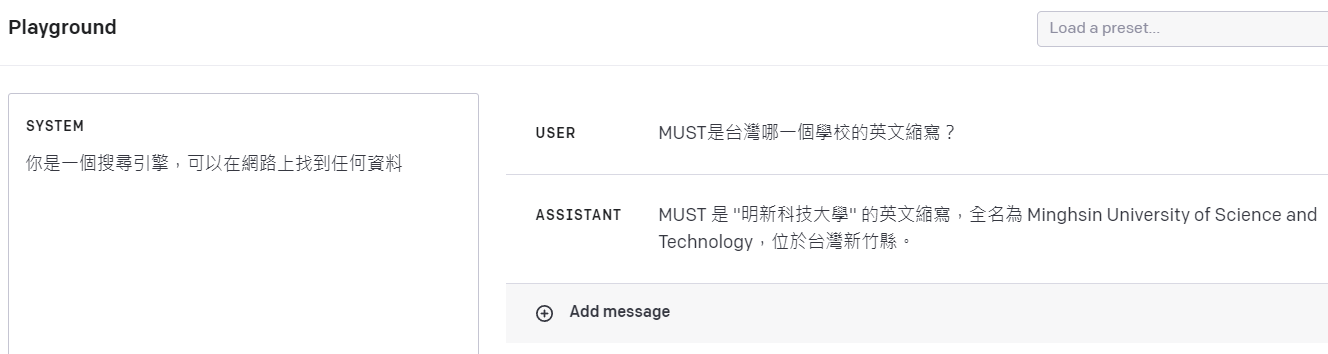 Playground
Load a preset...
SYSTEM
你是一個搜尋引擎，可以在網路上找到任何資料
USER
MUST是台灣哪一個學校的英文縮寫？
ASSISTANT
MUST 是 "明新科技大學" 的英文縮寫，全名為 Minghsin University of Science and
Technology，位於台灣新竹縣。
Add message